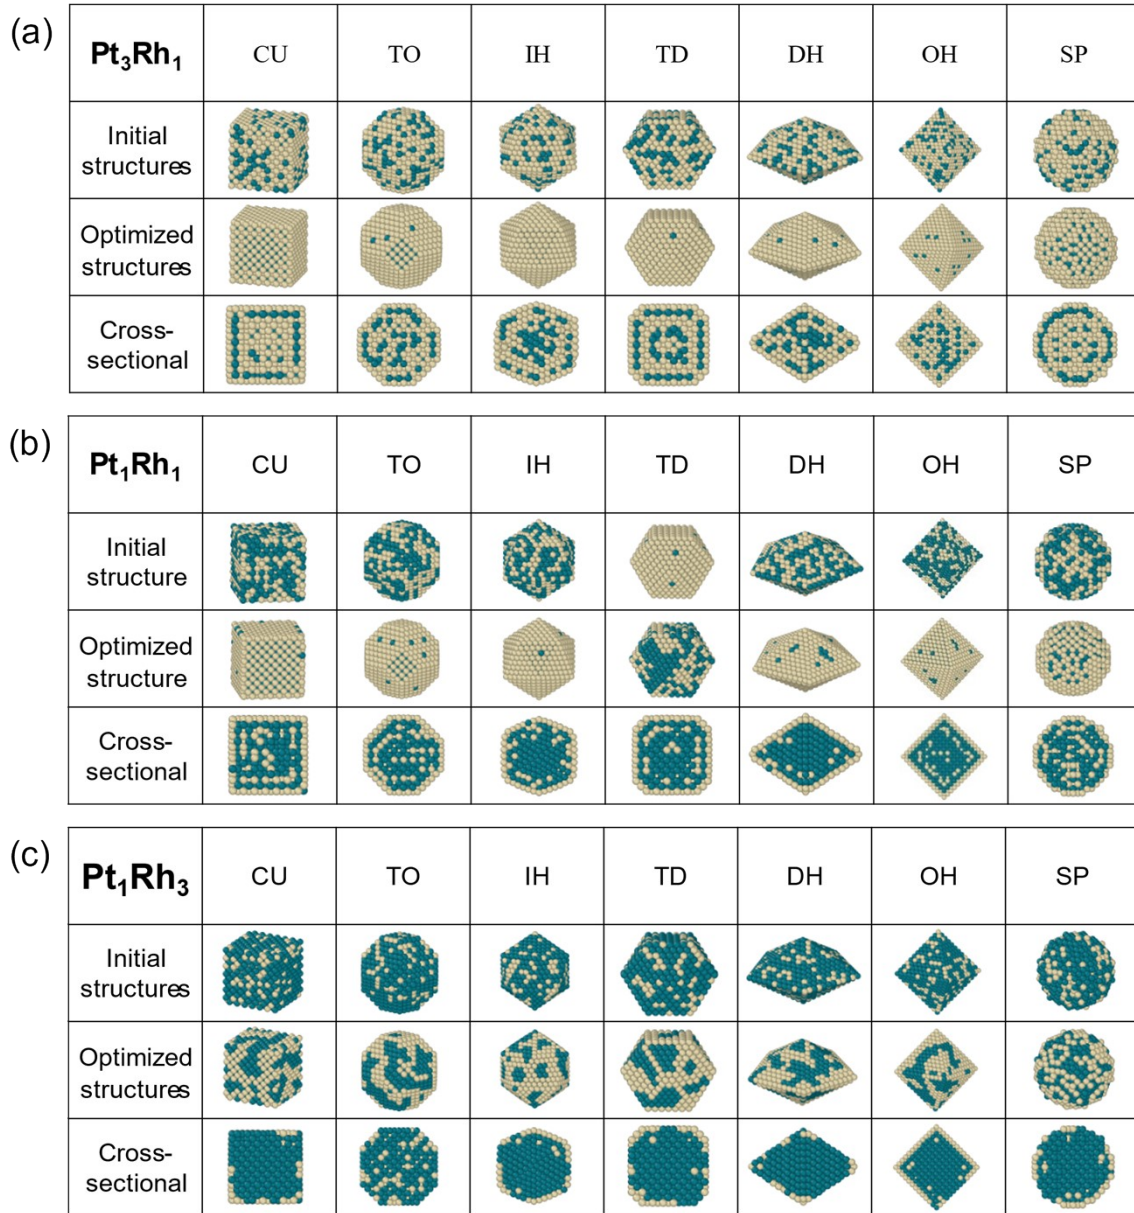 (a)
Pt3Rh1 CU TO IH TD DH OH SP
Initial
structures
Optimized
structures
Cross-
sectional
(b)
Pt1Rh1 CU TO IH TD DH OH SP
Initial
structure
Optimized
structure
Cross-
sectional
(c)
Pt1Rh3 CU TO IH TD DH OH SP
Initial
structures
Optimized
structures
Cross-
sectional